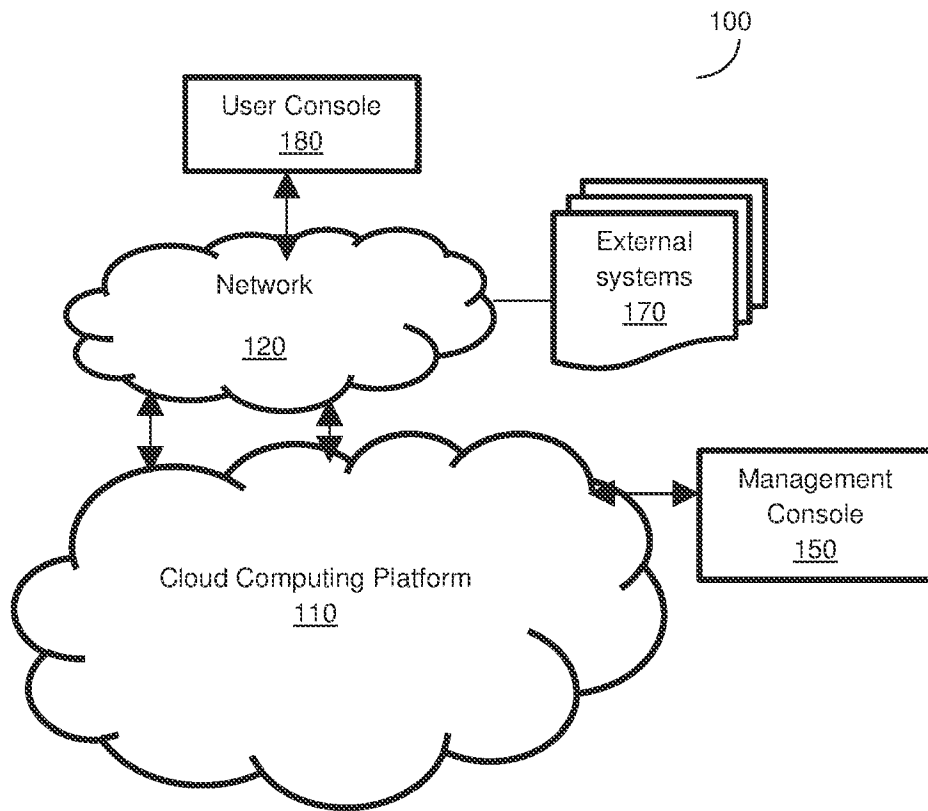 100
User Console
180
Network
120
External
systems
170
Management
Console
150
Cloud Computing Platform
110